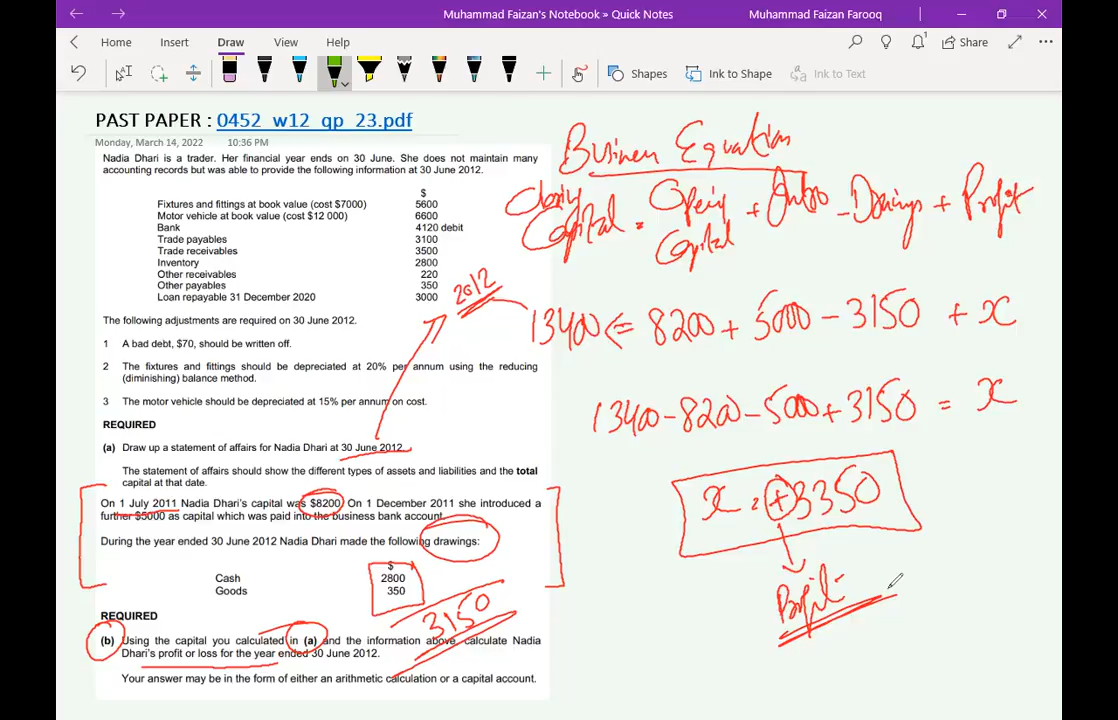 Muhammad Faizan's Notebook » Quick Notes
Muhammad Faizan Farooq
Home Insert Draw View Help
Share
Shapes
Ink to Shape
Ink to Text
PAST PAPER : 0452_w12_qp_23.pdf
Monday, March 14, 2022 10:36 PM
Nadia Dhari is a trader. Her financial year ends on 30 June. She does not maintain many
accounting records but was able to provide the following information at 30 June 2012.
$
Fixtures and fittings at book value (cost $7000) 5600
Motor vehicle at book value (cost $12 000) 6600
Bank 4120 debit
Trade payables 3100
Trade receivables 3500
Inventory 2800
Other receivables 220
Other payables 350
Loan repayable 31 December 2020 3000
The following adjustments are required on 30 June 2012.
1 A bad debt, $70, should be written off.
2 The fixtures and fittings should be depreciated at 20% per annum using the reducing
(diminishing) balance method.
3 The motor vehicle should be depreciated at 15% per annum on cost.
REQUIRED
(a) Draw up a statement of affairs for Nadia Dhari at 30 June 2012.
The statement of affairs should show the different types of assets and liabilities and the total
capital at that date.
On 1 July 2011 Nadia Dhari's capital was $8200. On 1 December 2011 she introduced a
further $5000 as capital which was paid into the business bank account.
During the year ended 30 June 2012 Nadia Dhari made the following drawings:
$
Cash 2800
Goods 350
3150
REQUIRED
(b) Using the capital you calculated in (a) and the information above, calculate Nadia
Dhari's profit or loss for the year ended 30 June 2012.
Your answer may be in the form of either an arithmetic calculation or a capital account.
2012
Business Equation
Closing Capital = Opening Capital + Intro - Drawings + Profit
13400 = 8200 + 5000 - 3150 + x
13400 - 8200 - 5000 + 3150 = x
x = +3350
Profit